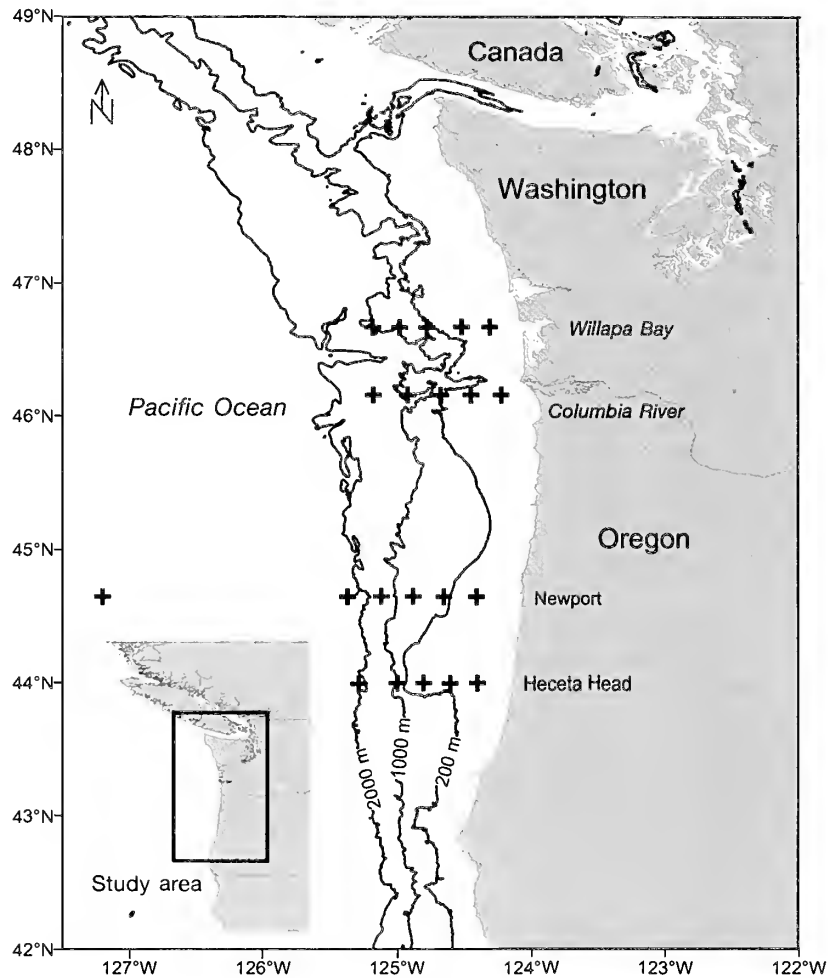 49°N
48°N
47°N
46°N
45°N
44°N
43°N
42°N
N
Canada
Washington
Willapa Bay
Pacific Ocean
Columbia River
Oregon
Newport
Heceta Head
2000 m
1000 m
200 m
Study area
127°W
126°W
125°W
124°W
123°W
122°W